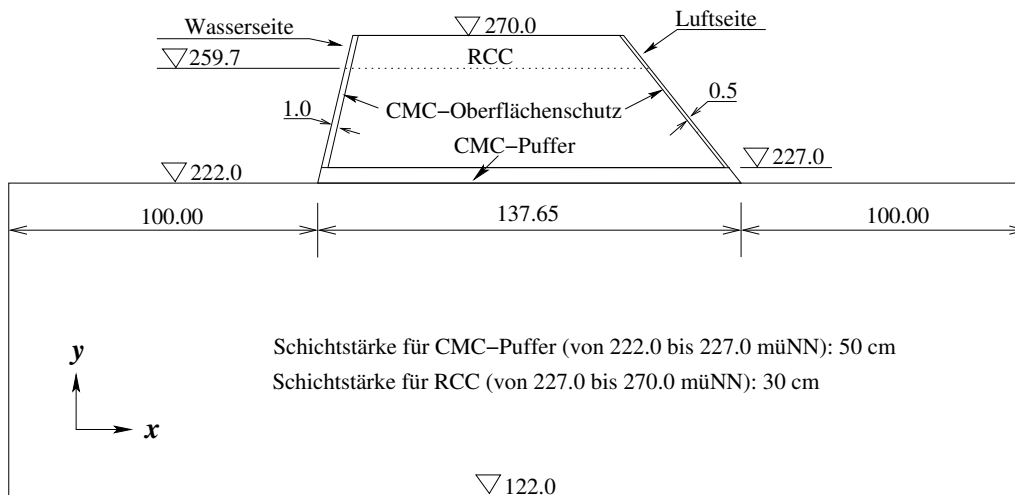 Wasserseite
270.0
Luftseite
259.7
RCC
1.0
CMC−Oberflächenschutz
0.5
CMC−Puffer
222.0
227.0
100.00
137.65
100.00
y
x
Schichtstärke für CMC−Puffer (von 222.0 bis 227.0 müNN): 50 cm
Schichtstärke für RCC (von 227.0 bis 270.0 müNN): 30 cm
122.0